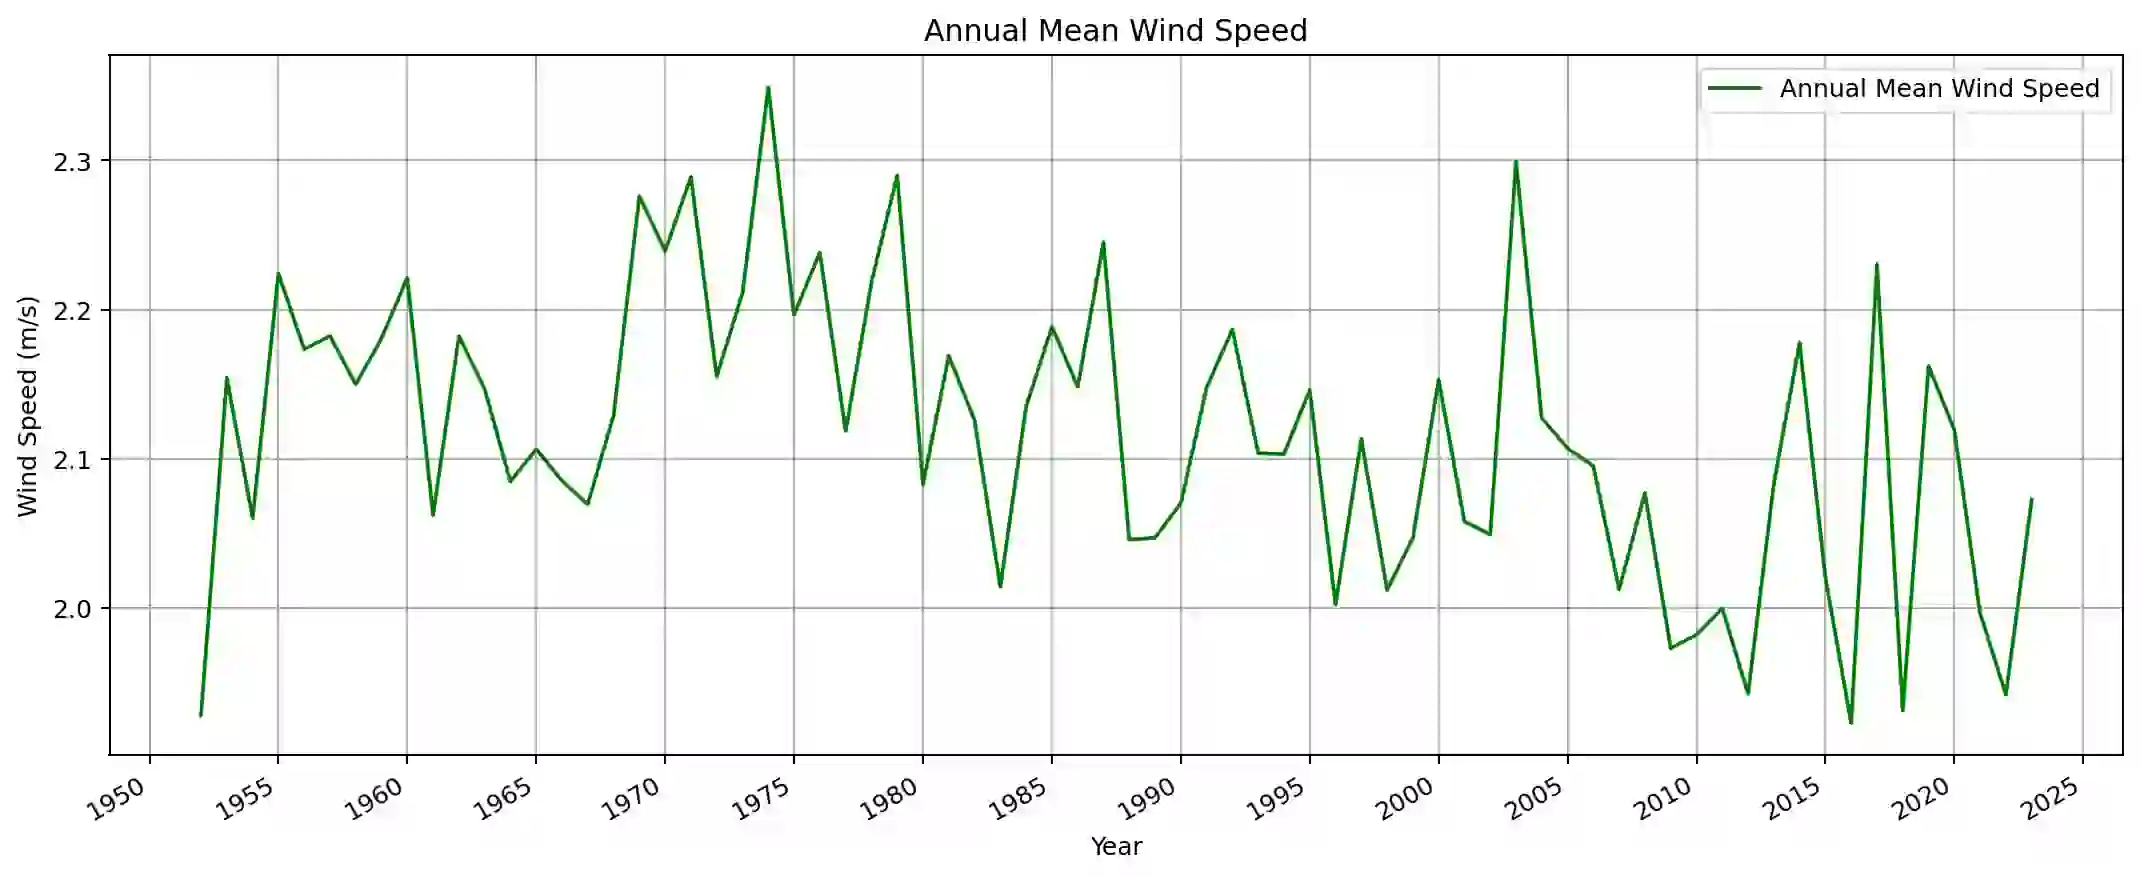 Annual Mean Wind Speed
Annual Mean Wind Speed
2.3
2.2
2.1
2.0
Wind Speed (m/s)
1950 1955 1960 1965 1970 1975 1980 1985 1990 1995 2000 2005 2010 2015 2020 2025
Year